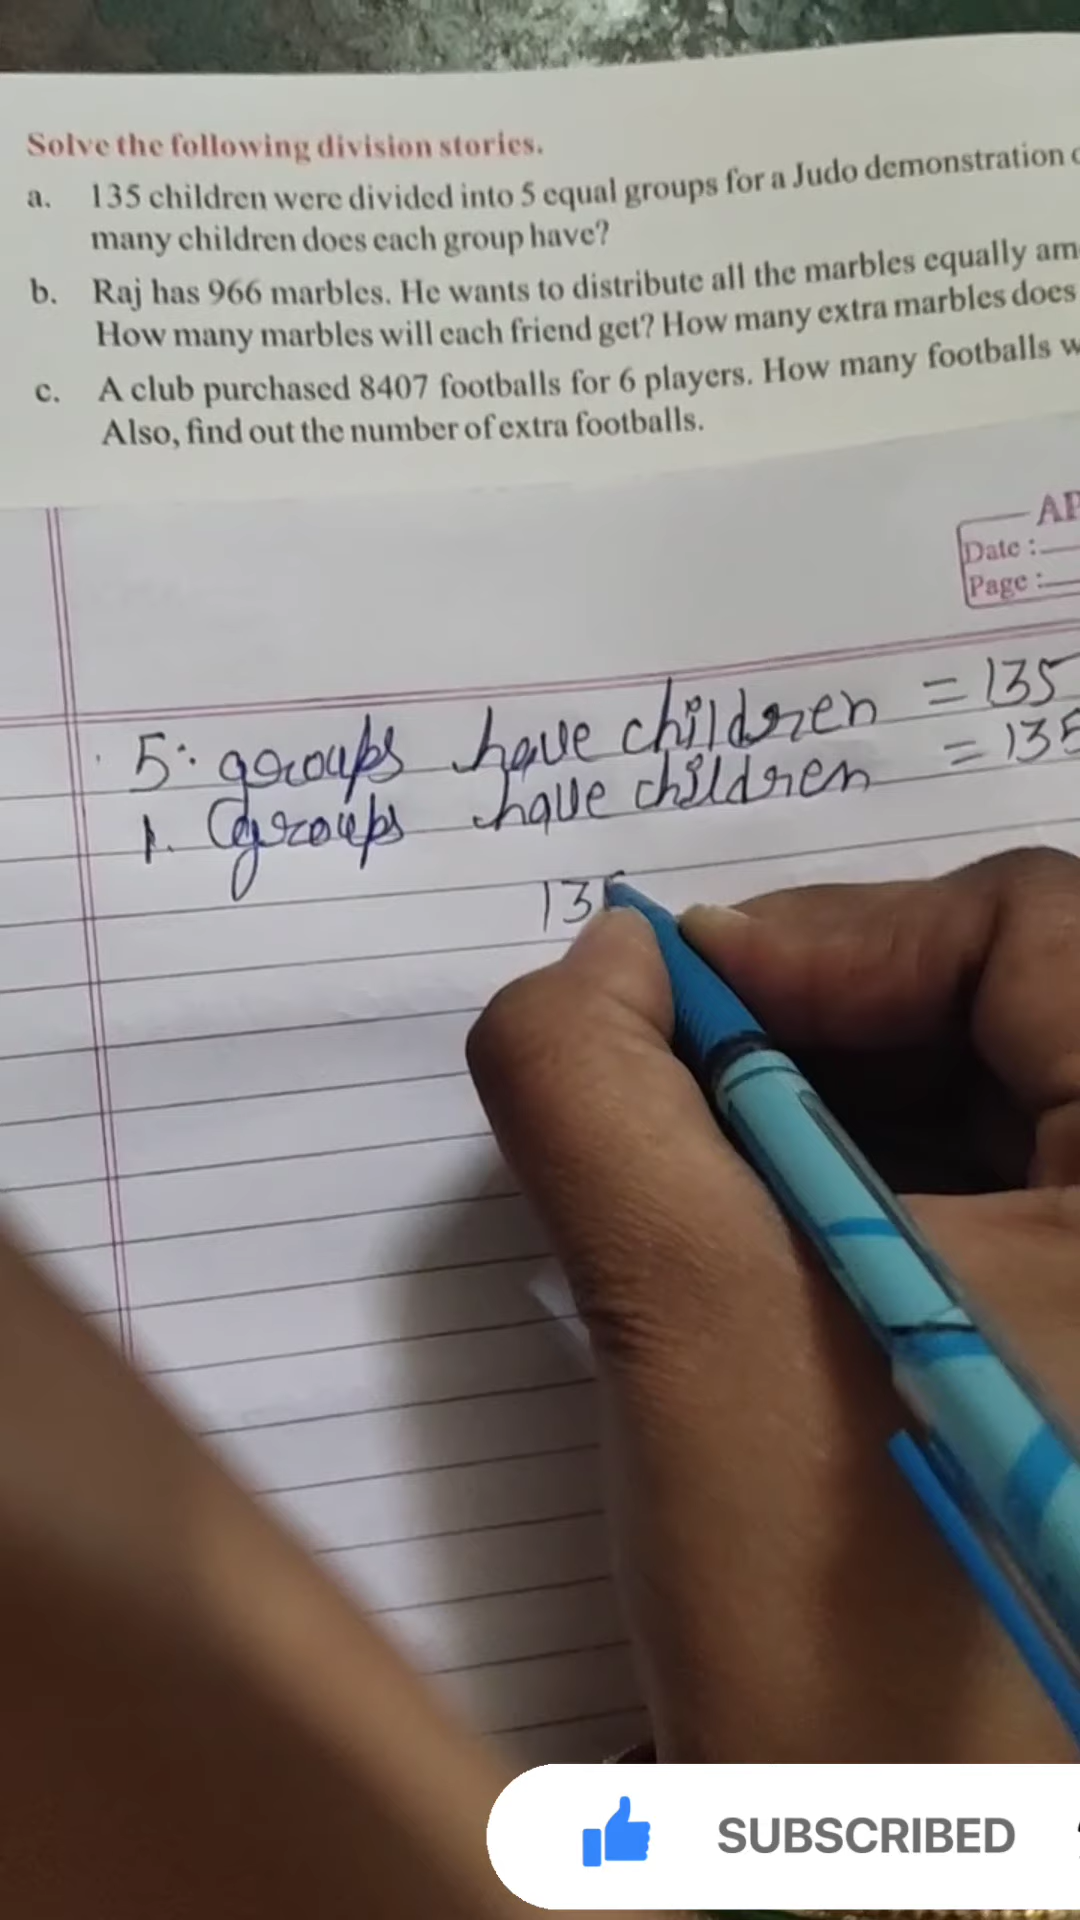 Solve the following division stories.
a. 135 children were divided into 5 equal groups for a Judo demonstration
many children does each group have?
b. Raj has 966 marbles. He wants to distribute all the marbles equally
How many marbles will each friend get? How many extra marbles does
c. A club purchased 8407 footballs for 6 players. How many footballs
Also, find out the number of extra footballs.
Date :
Page :
5. groups have children = 135
1. Groups have children = 135
13
SUBSCRIBED